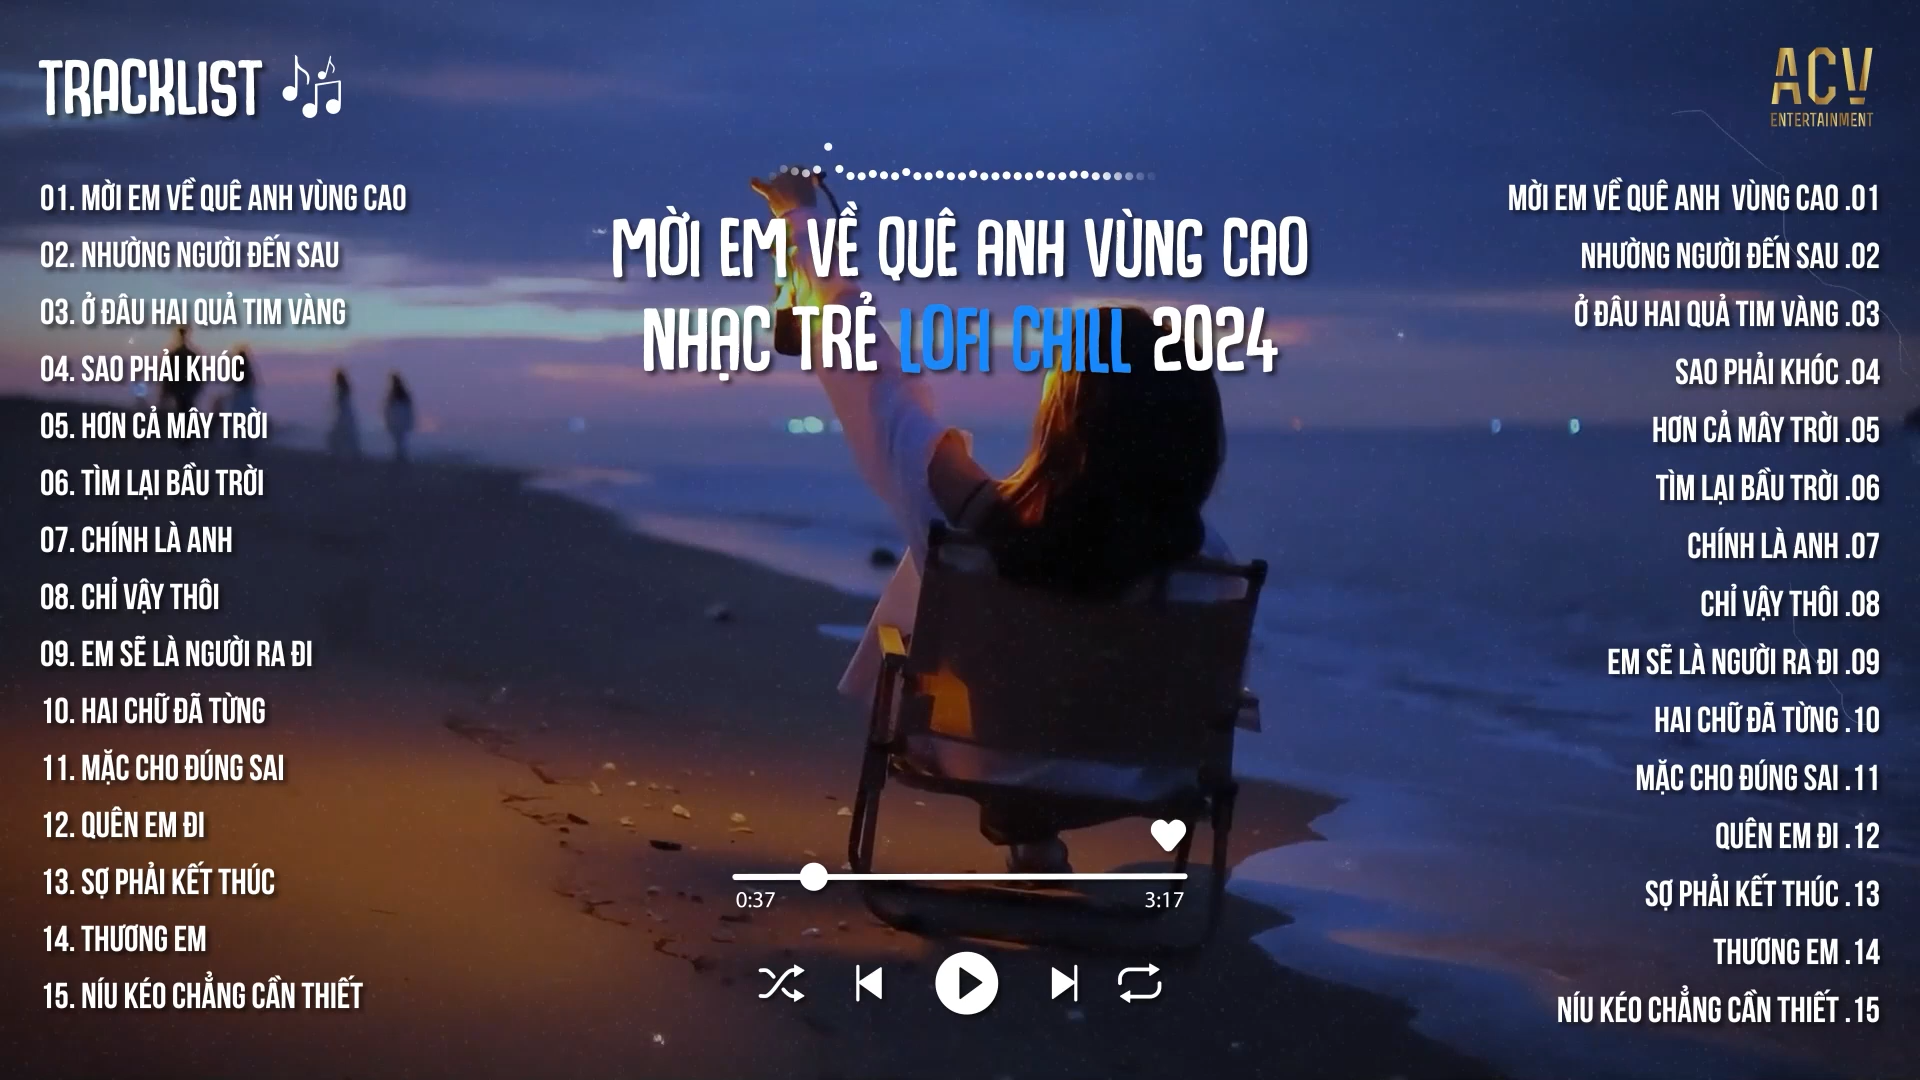 TRACKLIST
ACV
ENTERTAINMENT
MỜI EM VỀ QUÊ ANH VÙNG CAO
NHẠC TRẺ LOFI CHILL 2024
01. MỜI EM VỀ QUÊ ANH VÙNG CAO
02. NHƯỜNG NGƯỜI ĐẾN SAU
03. Ở ĐÂU HAI QUẢ TIM VÀNG
04. SAO PHẢI KHÓC
05. HƠN CẢ MÂY TRỜI
06. TÌM LẠI BẦU TRỜI
07. CHÍNH LÀ ANH
08. CHỈ VẬY THÔI
09. EM SẼ LÀ NGƯỜI RA ĐI
10. HAI CHỮ ĐÃ TỪNG
11. MẶC CHO ĐÚNG SAI
12. QUÊN EM ĐI
13. SỢ PHẢI KẾT THÚC
14. THƯƠNG EM
15. NÍU KÉO CHẲNG CẦN THIẾT
MỜI EM VỀ QUÊ ANH VÙNG CAO .01
NHƯỜNG NGƯỜI ĐẾN SAU .02
Ở ĐÂU HAI QUẢ TIM VÀNG .03
SAO PHẢI KHÓC .04
HƠN CẢ MÂY TRỜI .05
TÌM LẠI BẦU TRỜI .06
CHÍNH LÀ ANH .07
CHỈ VẬY THÔI .08
EM SẼ LÀ NGƯỜI RA ĐI .09
HAI CHỮ ĐÃ TỪNG .10
MẶC CHO ĐÚNG SAI .11
QUÊN EM ĐI .12
SỢ PHẢI KẾT THÚC .13
THƯƠNG EM .14
NÍU KÉO CHẲNG CẦN THIẾT .15
0:37
3:17